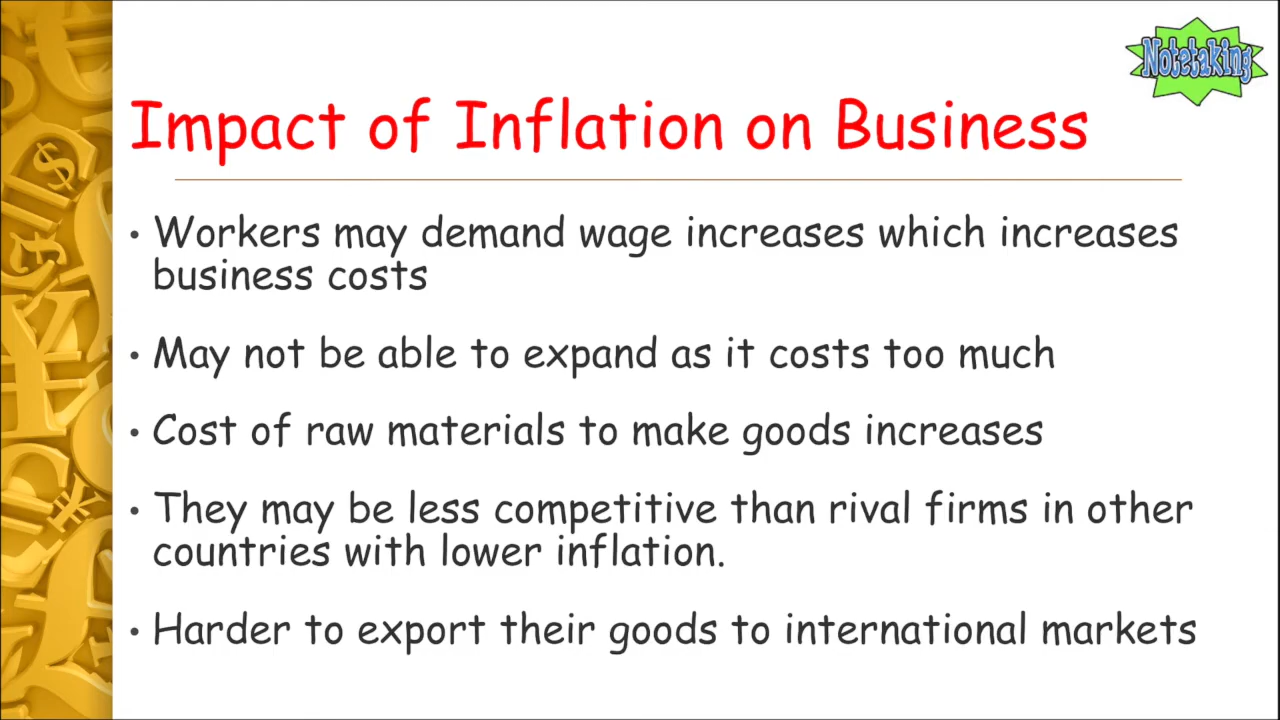 Notetaking
Impact of Inflation on Business
• Workers may demand wage increases which increases
business costs
• May not be able to expand as it costs too much
• Cost of raw materials to make goods increases
• They may be less competitive than rival firms in other
countries with lower inflation.
• Harder to export their goods to international markets